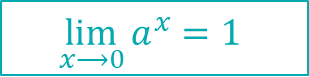 lim a^x = 1
x⟶0